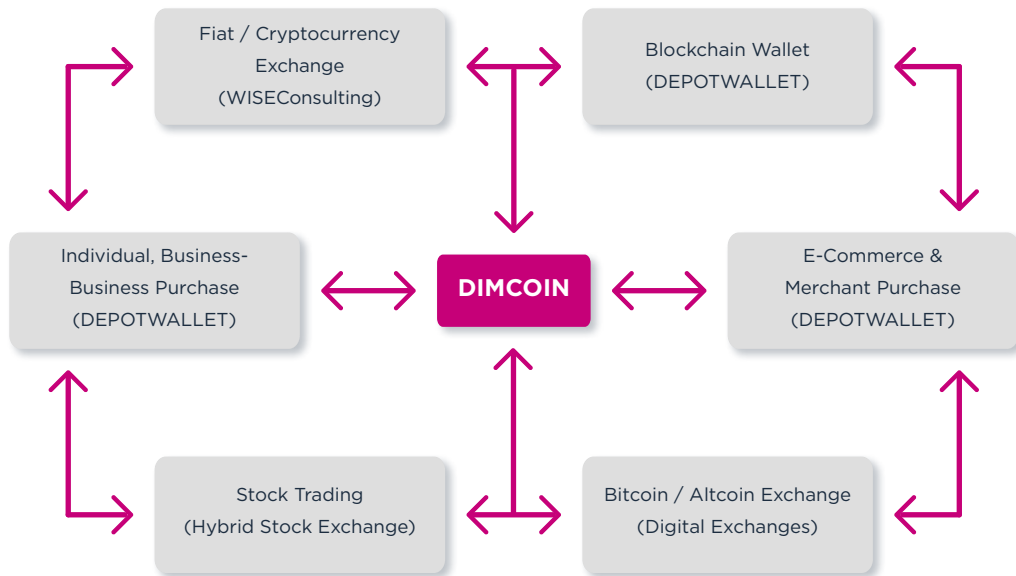 Fiat / Cryptocurrency
Exchange
(WISEConsulting)
Blockchain Wallet
(DEPOTWALLET)
Individual, Business-
Business Purchase
(DEPOTWALLET)
DIMCOIN
E-Commerce &
Merchant Purchase
(DEPOTWALLET)
Stock Trading
(Hybrid Stock Exchange)
Bitcoin / Altcoin Exchange
(Digital Exchanges)